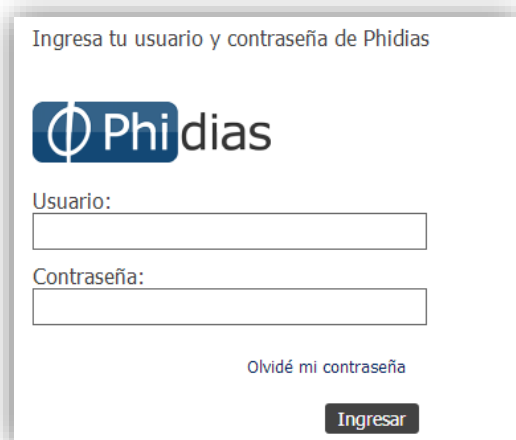 Ingresa tu usuario y contraseña de Phidias
Phidias
Usuario:
Contraseña:
Olvidé mi contraseña
Ingresar